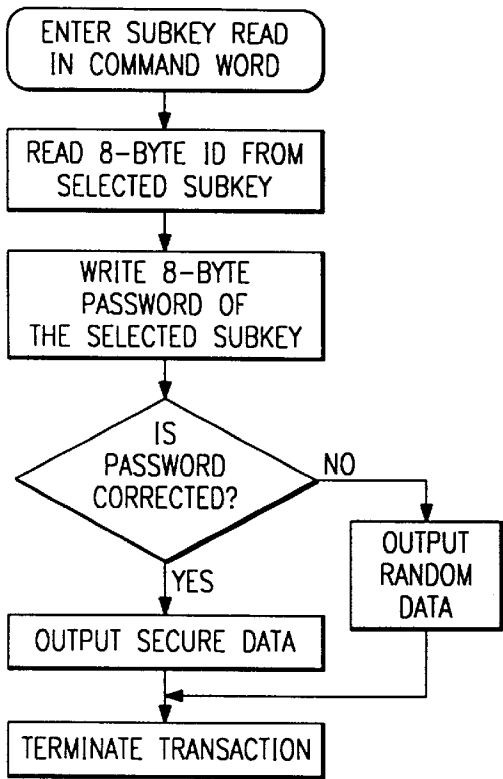 ENTER SUBKEY READ
IN COMMAND WORD
READ 8-BYTE ID FROM
SELECTED SUBKEY
WRITE 8-BYTE
PASSWORD OF
THE SELECTED SUBKEY
IS
PASSWORD
CORRECTED?
NO
YES
OUTPUT
RANDOM
DATA
OUTPUT SECURE DATA
TERMINATE TRANSACTION